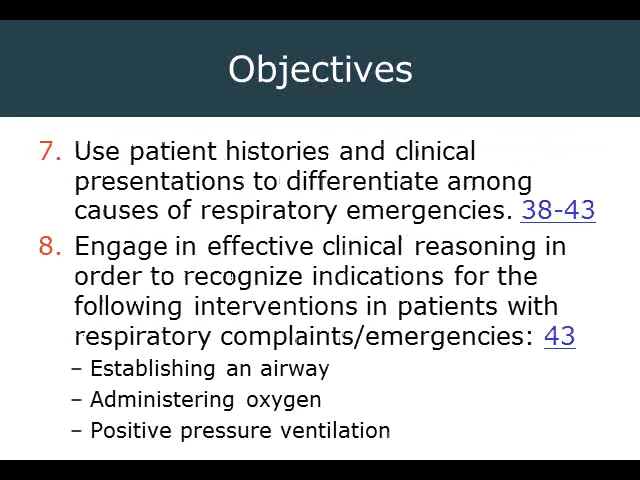 Objectives
7. Use patient histories and clinical
presentations to differentiate among
causes of respiratory emergencies. 38-43
8. Engage in effective clinical reasoning in
order to recognize indications for the
following interventions in patients with
respiratory complaints/emergencies: 43
– Establishing an airway
– Administering oxygen
– Positive pressure ventilation